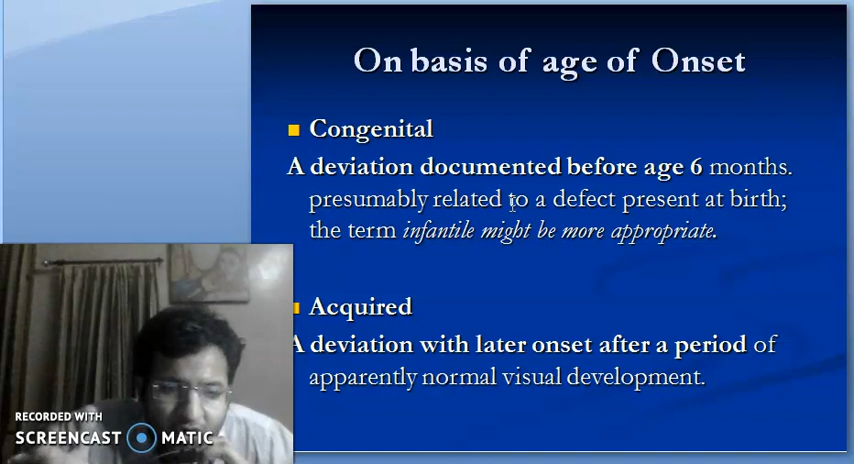 On basis of age of Onset
Congenital
A deviation documented before age 6 months.
presumably related to a defect present at birth;
the term infantile might be more appropriate.
Acquired
A deviation with later onset after a period of
apparently normal visual development.
RECORDED WITH
SCREENCAST MATIC